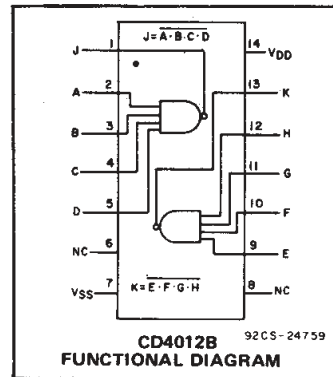 J=A·B·C·D
J 1 14 VDD
A 2 13 K
B 3 12 H
C 4 11 G
D 5 10 F
NC 6 9 E
VSS 7 8 NC
K=E·F·G·H
92CS-24759
CD4012B
FUNCTIONAL DIAGRAM